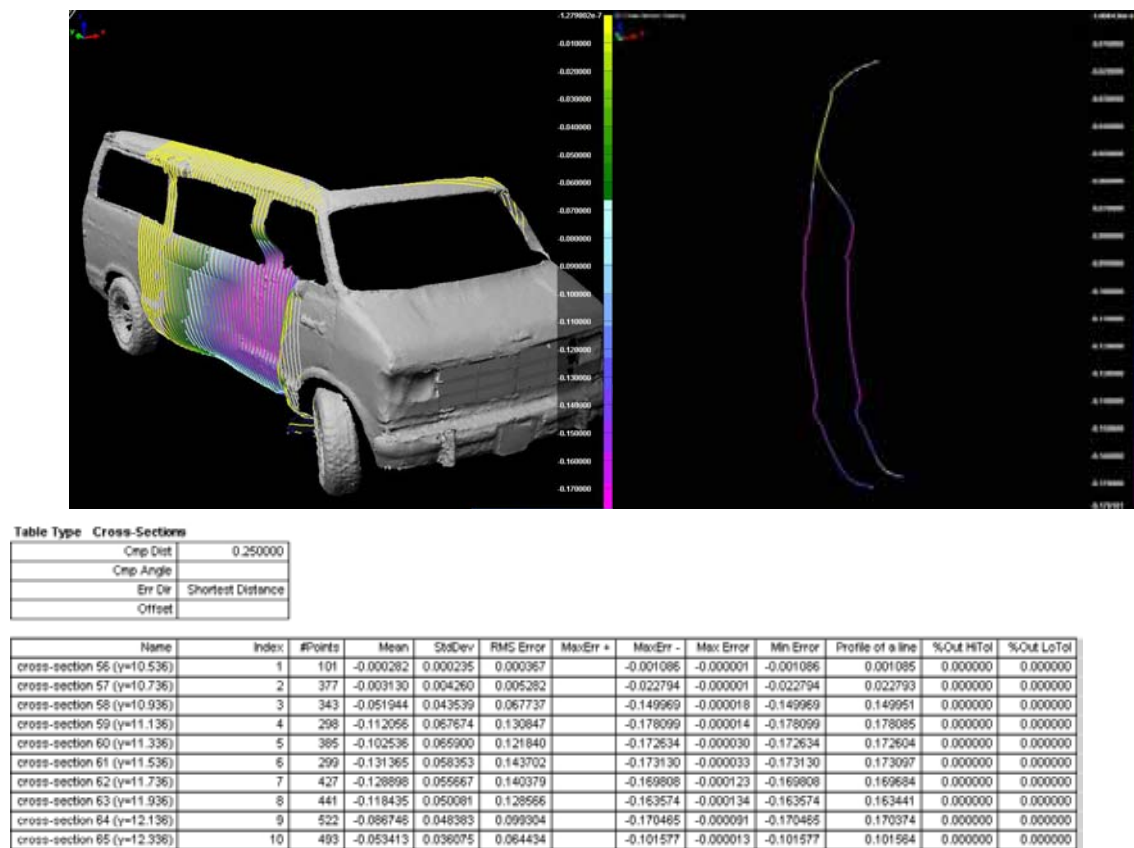 -1.279802e-7
-0.010000
-0.020000
-0.030000
-0.040000
-0.050000
-0.060000
-0.070000
-0.080000
-0.090000
-0.100000
-0.110000
-0.120000
-0.130000
-0.140000
-0.150000
-0.160000
-0.170000
Table Type Cross-Sections
Cmp Dist 0.250000
Cmp Angle
Err Dir Shortest Distance
Offset
Name Index #Points Mean StdDev RMS Error MaxErr + MaxErr - Max Error Min Error Profile of a line %Out HiTol %Out LoTol
cross-section 56 (y=10.536) 1 101 -0.000282 0.000235 0.000367 -0.001086 -0.000001 -0.001086 0.001085 0.000000 0.000000
cross-section 57 (y=10.736) 2 377 -0.003130 0.004260 0.005282 -0.022794 -0.000001 -0.022794 0.022793 0.000000 0.000000
cross-section 58 (y=10.936) 3 343 -0.051944 0.043539 0.067737 -0.149969 -0.000018 -0.149969 0.149951 0.000000 0.000000
cross-section 59 (y=11.136) 4 298 -0.112056 0.067674 0.130847 -0.178099 -0.000014 -0.178099 0.178085 0.000000 0.000000
cross-section 60 (y=11.336) 5 385 -0.102536 0.065900 0.121840 -0.172634 -0.000030 -0.172634 0.172604 0.000000 0.000000
cross-section 61 (y=11.536) 6 299 -0.131365 0.058353 0.143702 -0.173130 -0.000033 -0.173130 0.173097 0.000000 0.000000
cross-section 62 (y=11.736) 7 427 -0.128898 0.055667 0.140379 -0.169808 -0.000123 -0.169808 0.169684 0.000000 0.000000
cross-section 63 (y=11.936) 8 441 -0.118435 0.050081 0.128566 -0.163574 -0.000134 -0.163574 0.163441 0.000000 0.000000
cross-section 64 (y=12.136) 9 522 -0.086746 0.048383 0.099304 -0.170465 -0.000091 -0.170465 0.170374 0.000000 0.000000
cross-section 65 (y=12.336) 10 493 -0.053413 0.036075 0.064434 -0.101577 -0.000013 -0.101577 0.101564 0.000000 0.000000